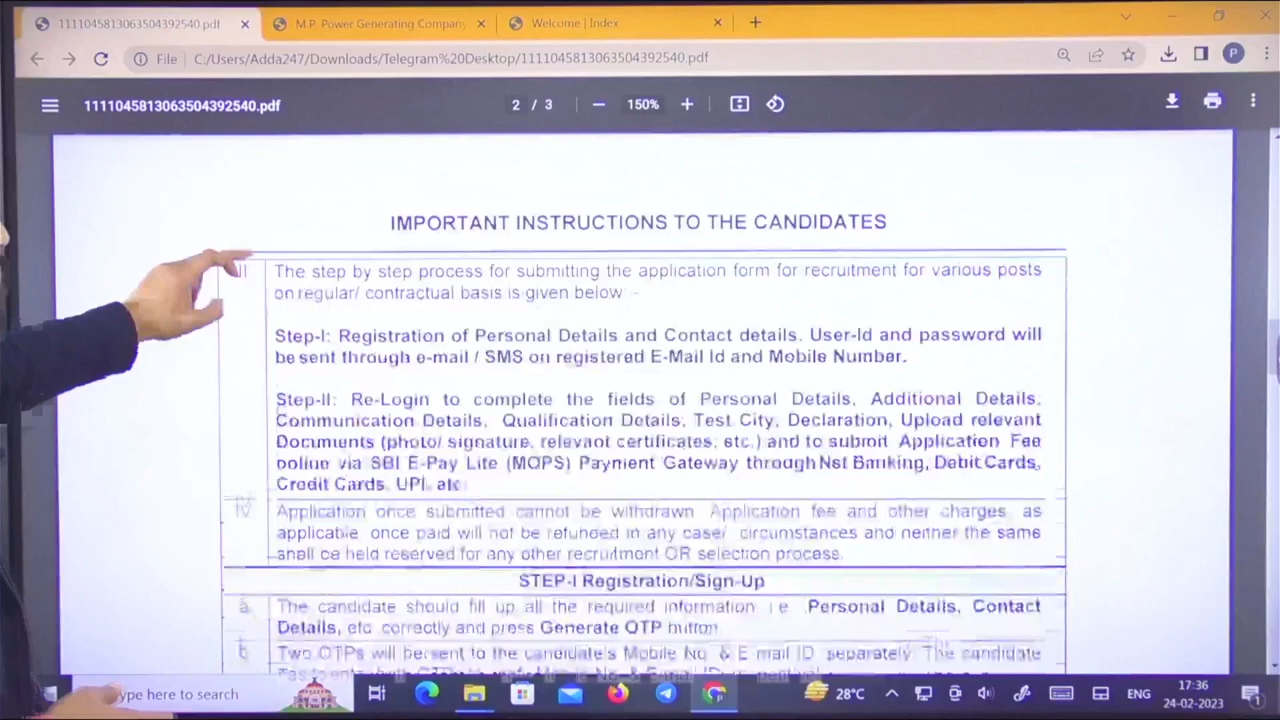 1111045813063504392540.pdf
M.P. Power Generating Company
Welcome | Index
File
C:/Users/Adda247/Downloads/Telegram%20Desktop/1111045813063504392540.pdf
P
1111045813063504392540.pdf
2 / 3
150%
IMPORTANT INSTRUCTIONS TO THE CANDIDATES
The step by step process for submitting the application form for recruitment for various posts
on regular/ contractual basis is given below -
Step-I: Registration of Personal Details and Contact details. User-Id and password will
be sent through e-mail / SMS on registered E-Mail Id and Mobile Number.
Step-II: Re-Login to complete the fields of Personal Details, Additional Details,
Communication Details, Qualification Details, Test City, Declaration, Upload relevant
Documents (photo/ signature, relevant certificates, etc.) and to submit Application Fee
online via SBI E-Pay Lite (MOPS) Payment Gateway through Net Banking, Debit Cards,
Credit Cards, UPI,
IV
Application once submitted cannot be withdrawn Application fee and other charges, as
applicable once paid will not be refunded in any case/ circumstances and neither the same
shall be held reserved for any other recruitment OR selection process.
STEP-I Registration/Sign-Up
a
The candidate should fill up all the required information i.e. Personal Details, Contact
Details, etc correctly and press Generate OTP button
b
Two OTPs will be sent to the candidate's Mobile No. & E mail ID separately The candidate
ype here to search
28°C
ENG
17:36
24-02-2023
1